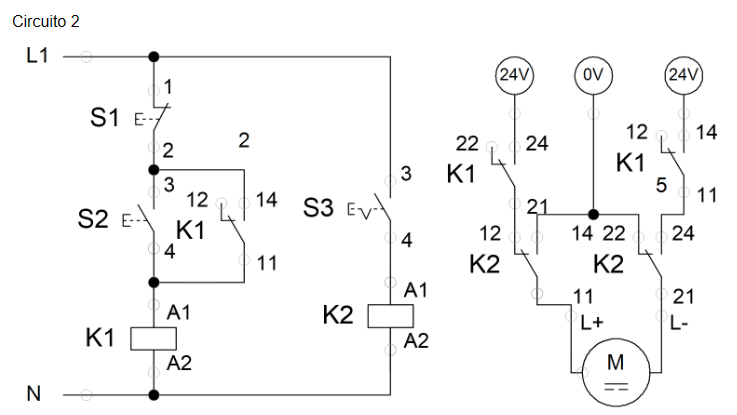 Circuito 2
L1
24V 0V 24V
1
S1
2
2
3
12 14
S2
K1
4
11
A1
K1
A2
N
3
S3
4
A1
K2
A2
22 24
K1
21
12 14
K1
5
11
12 14 22 24
K2 K2
11 21
L+ L-
M